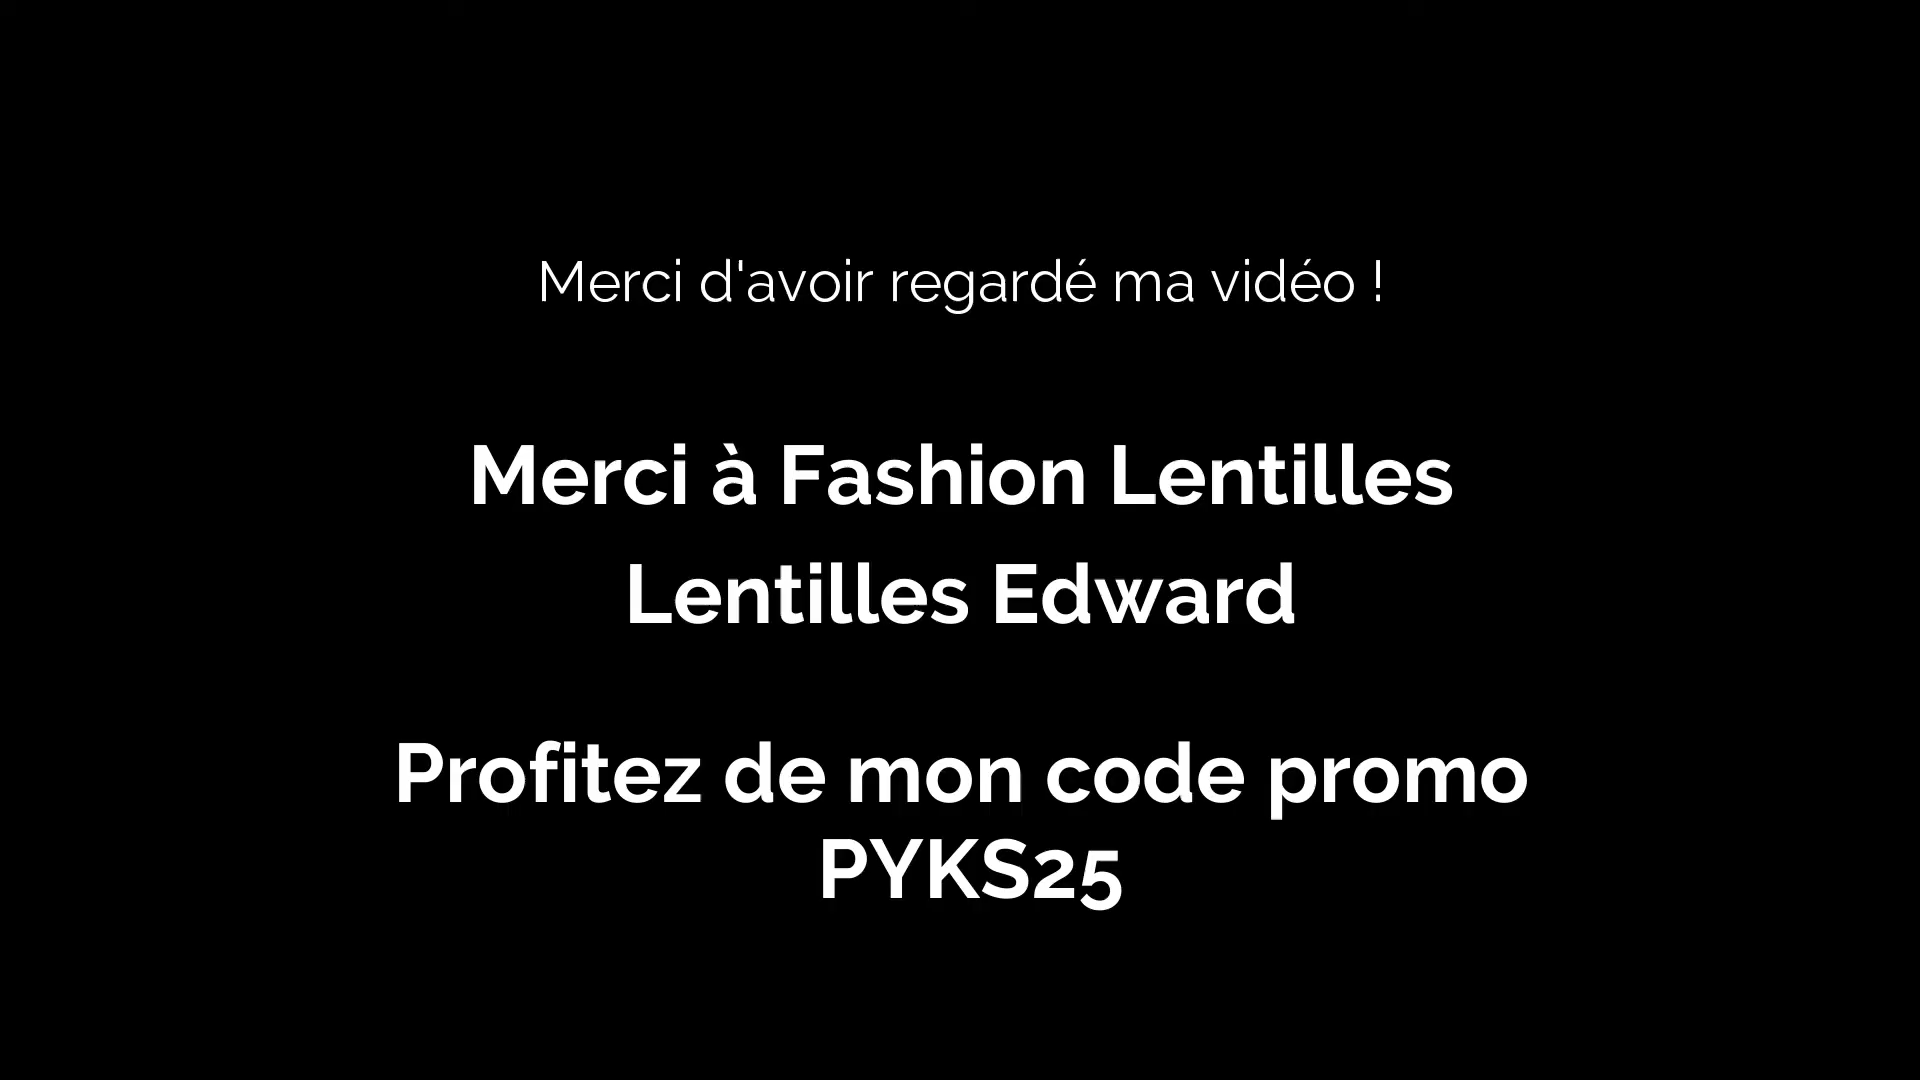 Merci d'avoir regardé ma vidéo !
Merci à Fashion Lentilles
Lentilles Edward
Profitez de mon code promo
PYKS25